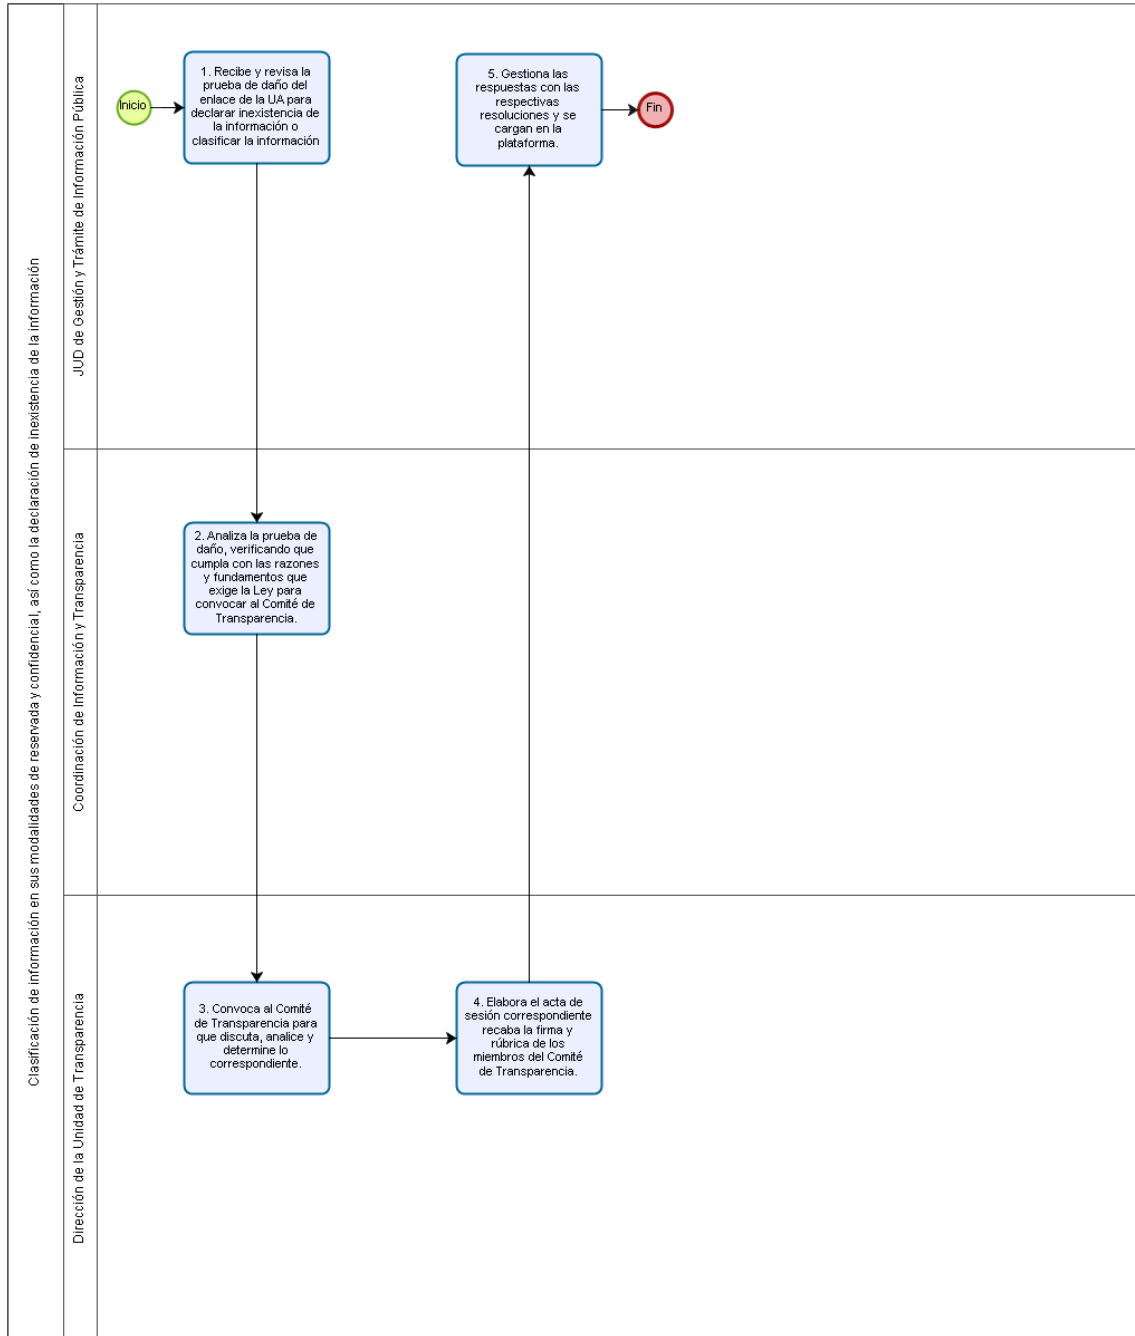 Clasificación de información en sus modalidades de reservada y confidencial, así como la declaración de inexistencia de la información
JUD de Gestión y Trámite de Información Pública
Inicio
1. Recibe y revisa la
prueba de daño del
enlace de la UA para
declarar inexistencia de
la información o
clasificar la información
5. Gestiona las
respuestas con las
respectivas
resoluciones y se
cargan en la
plataforma.
Fin
Coordinación de Información y Transparencia
2. Analiza la prueba de
daño, verificando que
cumpla con las razones
y fundamentos que
exige la Ley para
convocar al Comité de
Transparencia.
Dirección de la Unidad de Transparencia
3. Convoca al Comité
de Transparencia para
que discuta, analice y
determine lo
correspondiente.
4. Elabora el acta de
sesión correspondiente
recaba la firma y
rúbrica de los
miembros del Comité
de Transparencia.